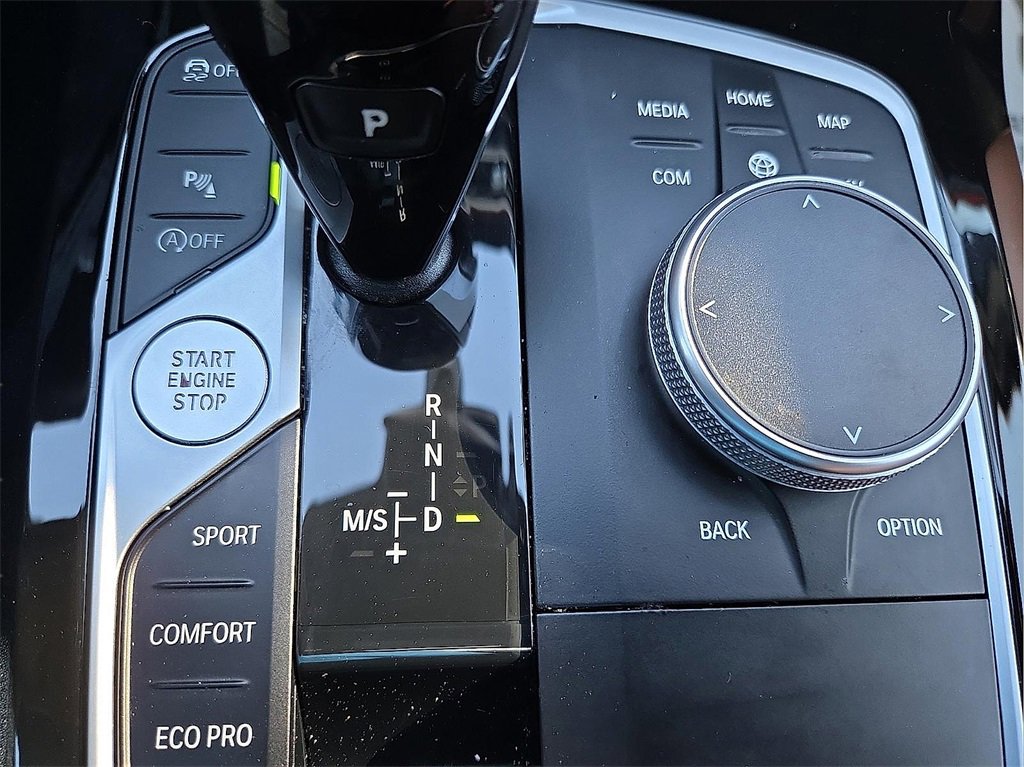 OFF
P
P
A OFF
START
ENGINE
STOP
SPORT
COMFORT
ECO PRO
R
N
P
M/S D
+
MEDIA
HOME
MAP
COM
BACK
OPTION